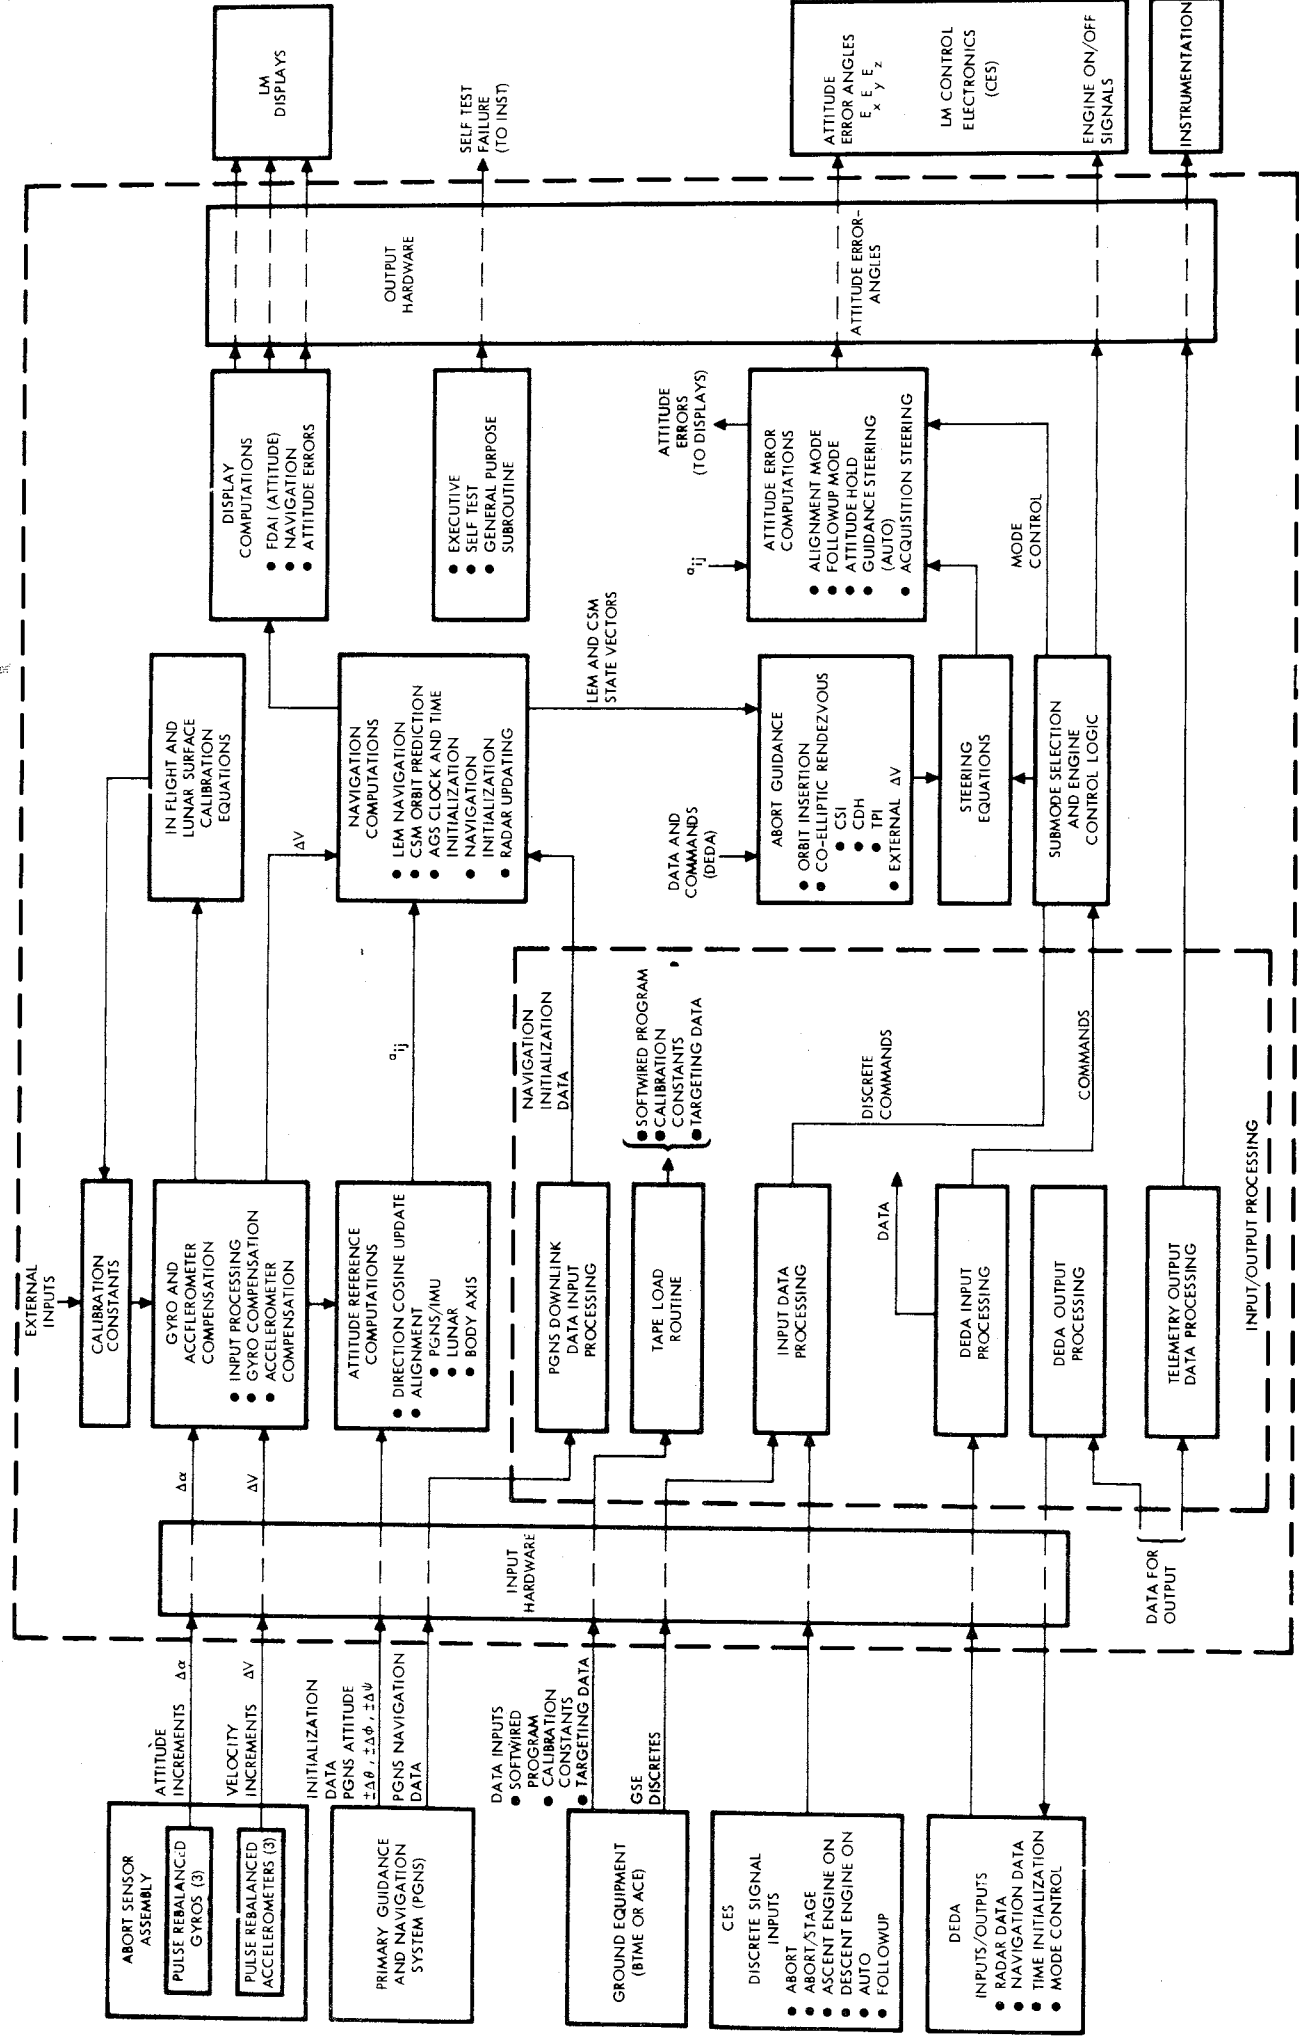 ABORT SENSOR
ASSEMBLY
PULSE REBALANCED
GYROS (3)
PULSE REBALANCED
ACCELEROMETERS (3)
ATTITUDE
INCREMENTS Δα
VELOCITY
INCREMENTS ΔV
PRIMARY GUIDANCE
AND NAVIGATION
SYSTEM (PGNS)
INITIALIZATION
DATA
PGNS ATTITUDE
±Δθ, ±Δϕ, ±Δψ
PGNS NAVIGATION
DATA
GROUND EQUIPMENT
(BTME OR ACE)
DATA INPUTS
● SOFTWIRED
PROGRAM
● CALIBRATION
CONSTANTS
● TARGETING DATA
GSE
DISCRETES
CES
DISCRETE SIGNAL
INPUTS
● ABORT
● ABORT/STAGE
● ASCENT ENGINE ON
● DESCENT ENGINE ON
● AUTO
● FOLLOWUP
DEDA
INPUTS/OUTPUTS
● RADAR DATA
● NAVIGATION DATA
● TIME INITIALIZATION
● MODE CONTROL
INPUT
HARDWARE
DATA FOR
OUTPUT
Δα
ΔV
EXTERNAL
INPUTS
CALIBRATION
CONSTANTS
GYRO AND
ACCFLEROMETER
COMPENSATION
● INPUT PROCESSING
● GYRO COMPENSATION
● ACCELEROMETER
COMPENSATION
ATTITUDE REFERENCE
COMPUTATIONS
● DIRECTION COSINE UPDATE
● ALIGNMENT
● PGNS/IMU
● LUNAR
● BODY AXIS
PGNS DOWNLINK
DATA INPUT
PROCESSING
TAPE LOAD
ROUTINE
INPUT DATA
PROCESSING
DEDA INPUT
PROCESSING
DEDA OUTPUT
PROCESSING
TELEMETRY OUTPUT
DATA PROCESSING
INPUT/OUTPUT PROCESSING
aij
NAVIGATION
INITIALIZATION
DATA
● SOFTWIRED PROGRAM
● CALIBRATION
CONSTANTS
● TARGETING DATA
DATA
DISCRETE
COMMANDS
COMMANDS
IN FLIGHT AND
LUNAR SURFACE
CALIBRATION
EQUATIONS
ΔV
NAVIGATION
COMPUTATIONS
● LEM NAVIGATION
● CSM ORBIT PREDICTION
● AGS CLOCK AND TIME
INITIALIZATION
● NAVIGATION
INITIALIZATION
● RADAR UPDATING
LEM AND CSM
STATE VECTORS
DATA AND
COMMANDS
(DEDA)
ABORT GUIDANCE
● ORBIT INSERTION
● CO-ELLIPTIC RENDEZVOUS
● CSI
● CDH
● TPI
● EXTERNAL ΔV
STEERING
EQUATIONS
SUBMODE SELECTION
AND ENGINE
CONTROL LOGIC
DISPLAY
COMPUTATIONS
● FDAI (ATTITUDE)
● NAVIGATION
● ATTITUDE ERRORS
● EXECUTIVE
● SELF TEST
● GENERAL PURPOSE
SUBROUTINE
aij
ATTITUDE
ERRORS
(TO DISPLAYS)
ATTITUDE ERROR
COMPUTATIONS
● ALIGNMENT MODE
● FOLLOWUP MODE
● ATTITUDE HOLD
● GUIDANCE STEERING
(AUTO)
● ACQUISITION STEERING
MODE
CONTROL
OUTPUT
HARDWARE
ATTITUDE ERROR-
ANGLES
LM
DISPLAYS
SELF TEST
FAILURE
(TO INST)
ATTITUDE
ERROR ANGLES
Ex Ey Ez
LM CONTROL
ELECTRONICS
(CES)
ENGINE ON/OFF
SIGNALS
INSTRUMENTATION